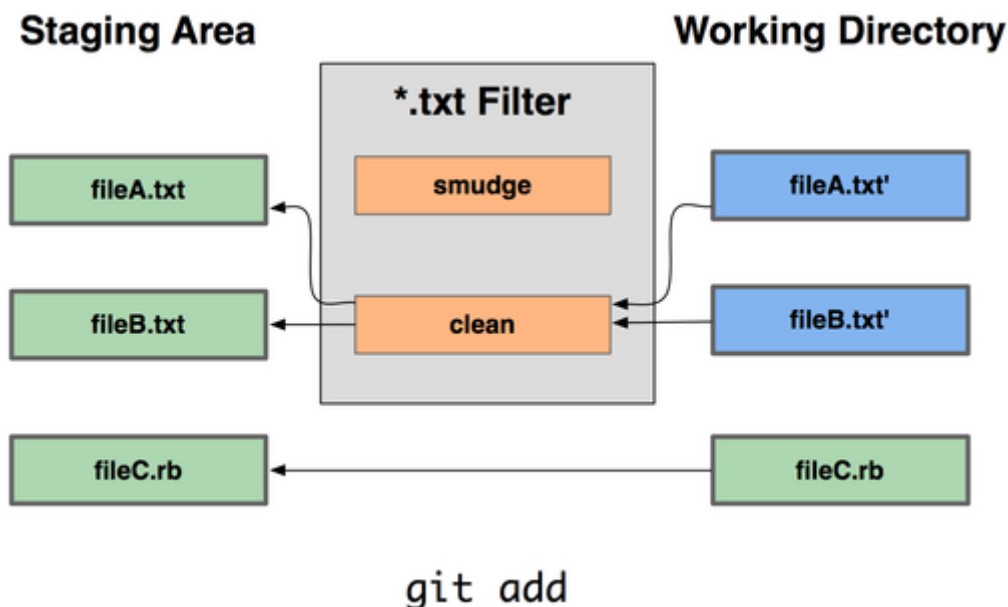 Staging Area
Working Directory
*.txt Filter
fileA.txt
smudge
fileA.txt'
fileB.txt
clean
fileB.txt'
fileC.rb
fileC.rb
git add